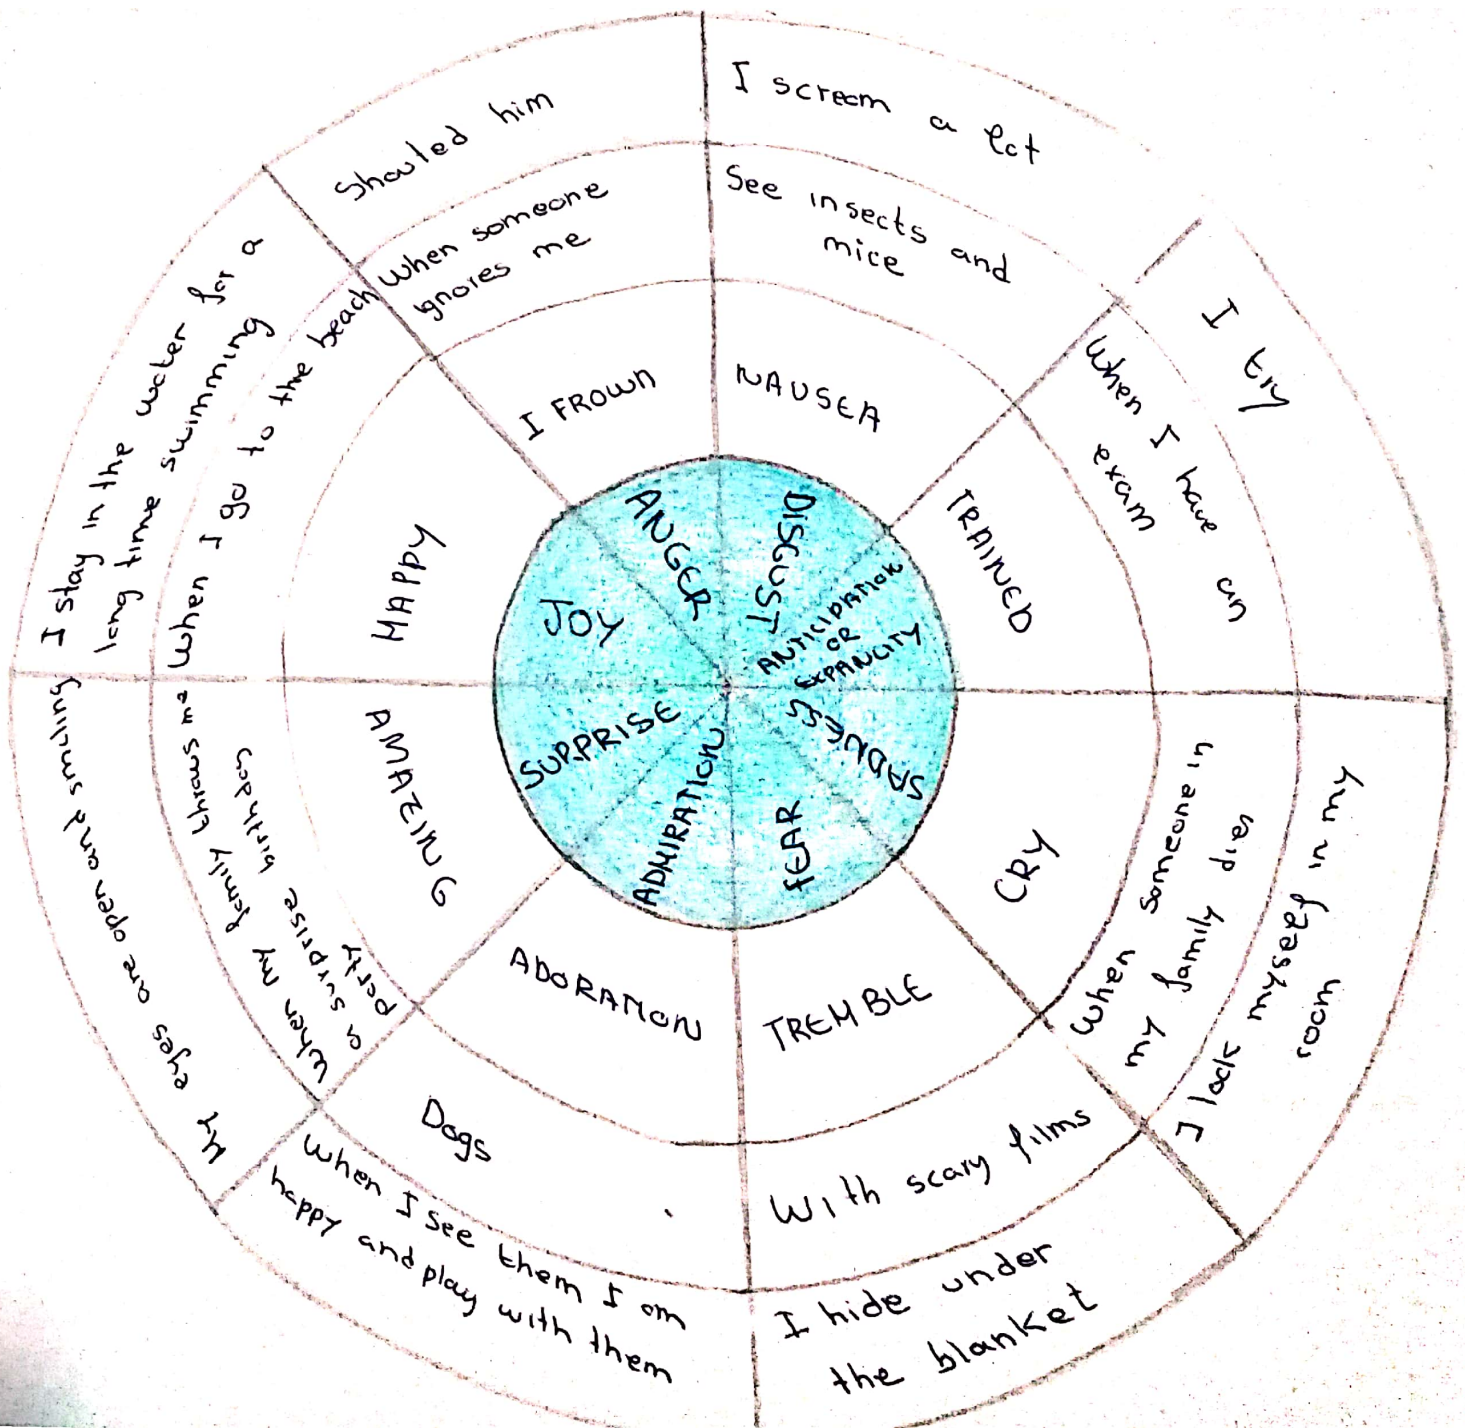 Shouted him
I scream a lot
When someone
ignores me
See insects and
mice
I try
I FROWN
NAUSEA
When I have an
exam
TRAINED
I stay in the water for a
long time swimming
When I go to the beach
HAPPY
ANGER
DISGUST
ANTICIPATION
OR
EXPANCITY
JOY
SADNESS
SURPRISE
ADMIRATION
FEAR
AMAZING
CRY
When someone in
my family dies
I lock myself in my
room
My eyes are open and smiling
When my family throws me
a surprise birthday
party
ADORATION
TREMBLE
Dogs
With scary films
When I see them I am
happy and play with them
I hide under
the blanket